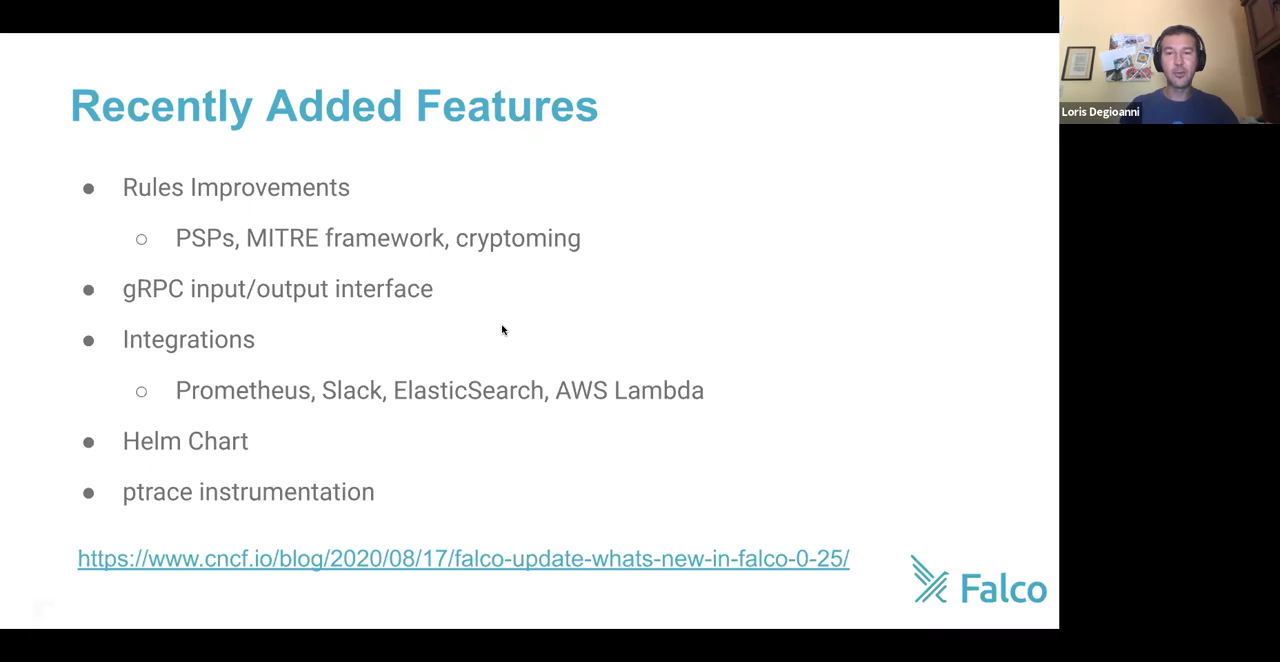 Recently Added Features
● Rules Improvements
○ PSPs, MITRE framework, cryptoming
● gRPC input/output interface
● Integrations
○ Prometheus, Slack, ElasticSearch, AWS Lambda
● Helm Chart
● ptrace instrumentation
https://www.cncf.io/blog/2020/08/17/falco-update-whats-new-in-falco-0-25/
Falco
Loris Degioanni